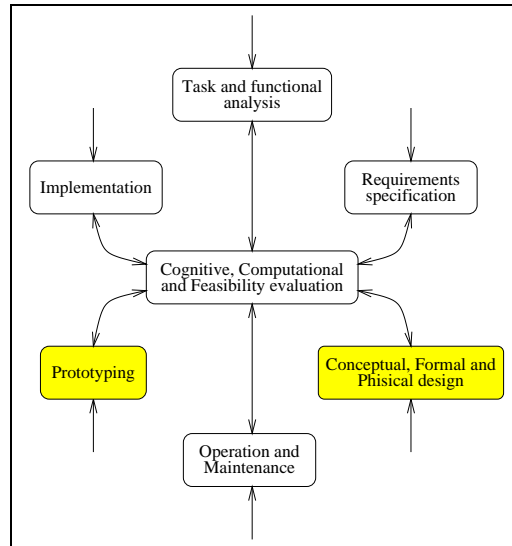 Task and functional
analysis
Implementation
Requirements
specification
Cognitive, Computational
and Feasibility evaluation
Prototyping
Conceptual, Formal and
Phisical design
Operation and
Maintenance